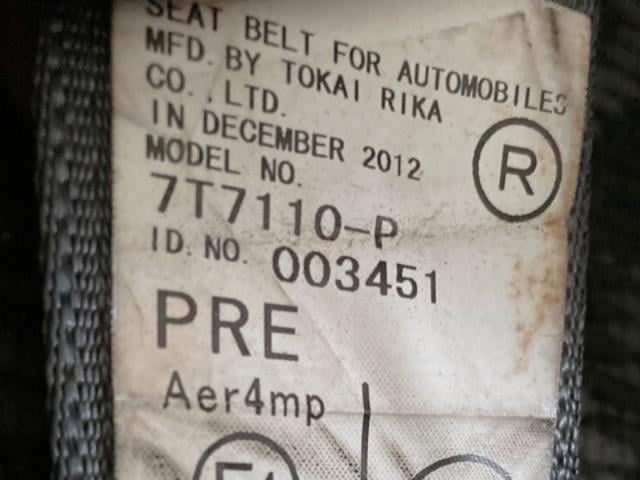 SEAT BELT FOR AUTOMOBILES
MFD. BY TOKAI RIKA
CO.,LTD.
IN DECEMBER 2012
R
MODEL NO.
7T7110-P
ID. NO. 003451
PRE
Aer4mp